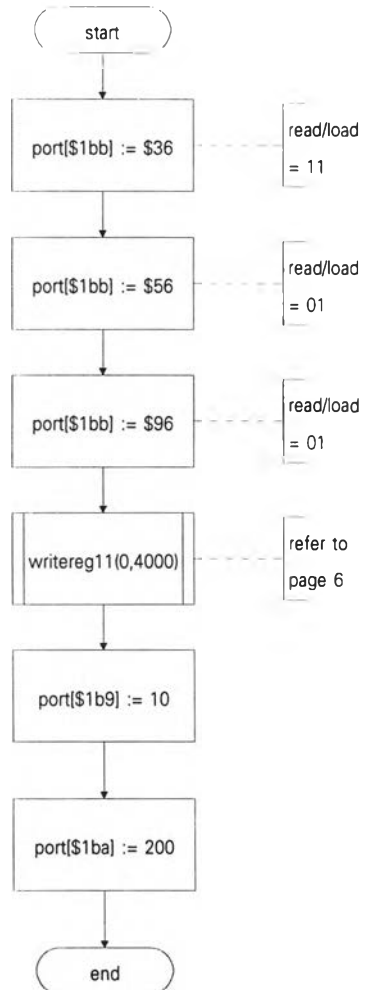 start
port[$1bb] := $36
read/load
= 11
port[$1bb] := $56
read/load
= 01
port[$1bb] := $96
read/load
= 01
writereg11(0,4000)
refer to
page 6
port[$1b9] := 10
port[$1ba] := 200
end